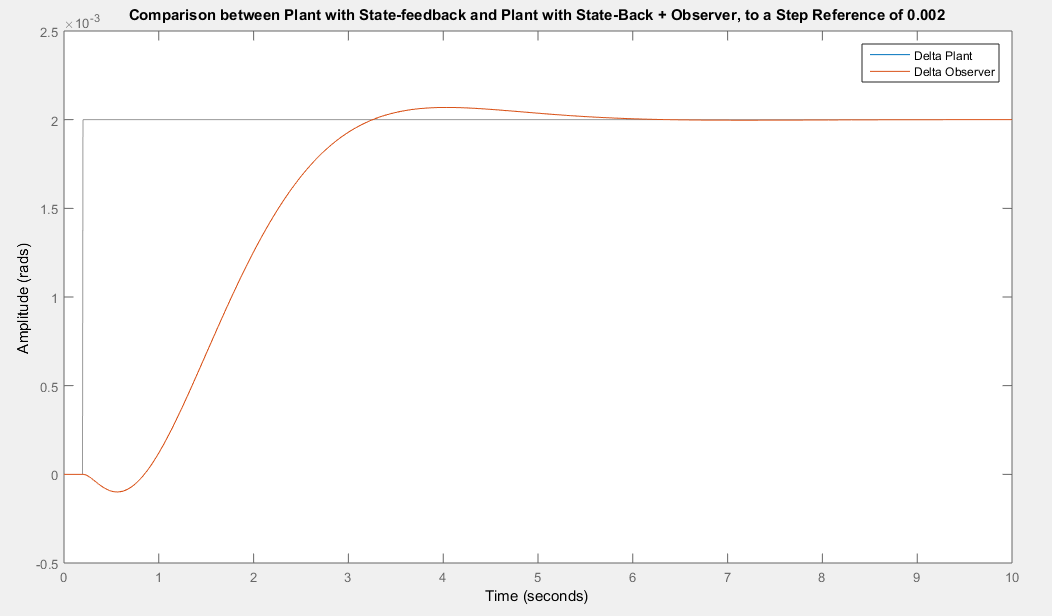 Comparison between Plant with State-feedback and Plant with State-Back + Observer, to a Step Reference of 0.002
×10⁻³
2.5
2
1.5
1
0.5
0
-0.5
Amplitude (rads)
Delta Plant
Delta Observer
0 1 2 3 4 5 6 7 8 9 10
Time (seconds)